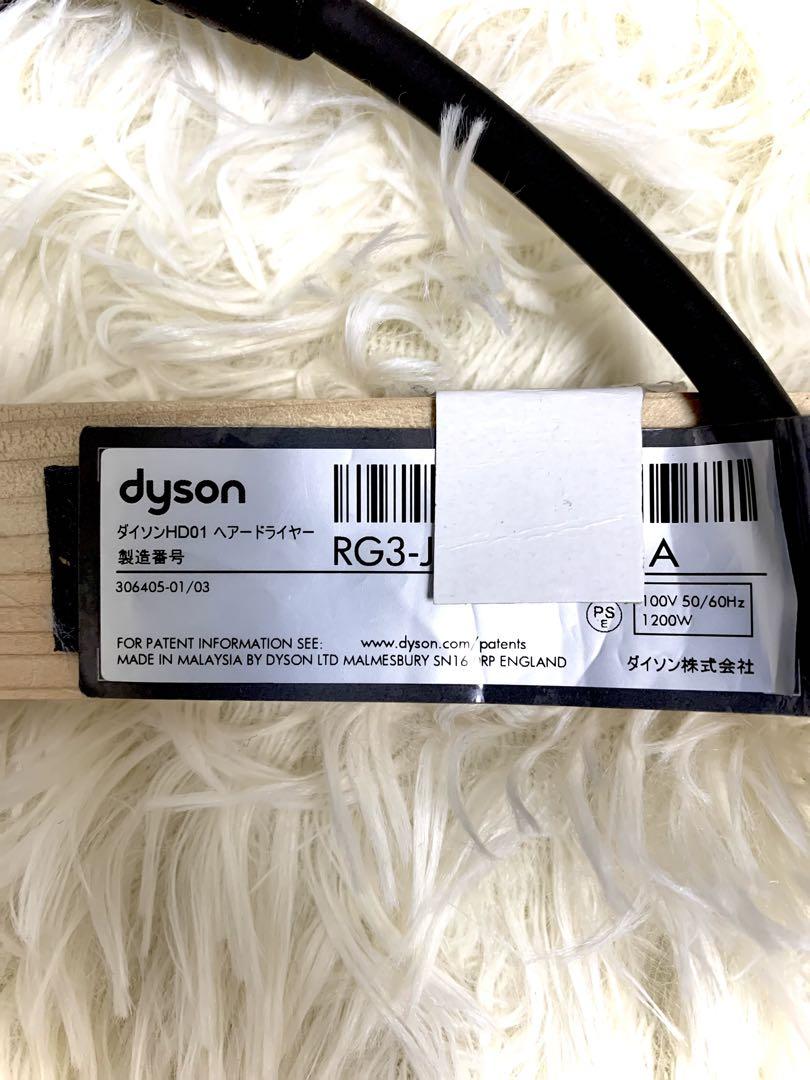 dyson
ダイソンHD01 ヘアードライヤー
製造番号 RG3-J A
306405-01/03
PS
E
100V 50/60Hz
1200W
FOR PATENT INFORMATION SEE: www.dyson.com/patents
MADE IN MALAYSIA BY DYSON LTD MALMESBURY SN16 RP ENGLAND
ダイソン株式会社